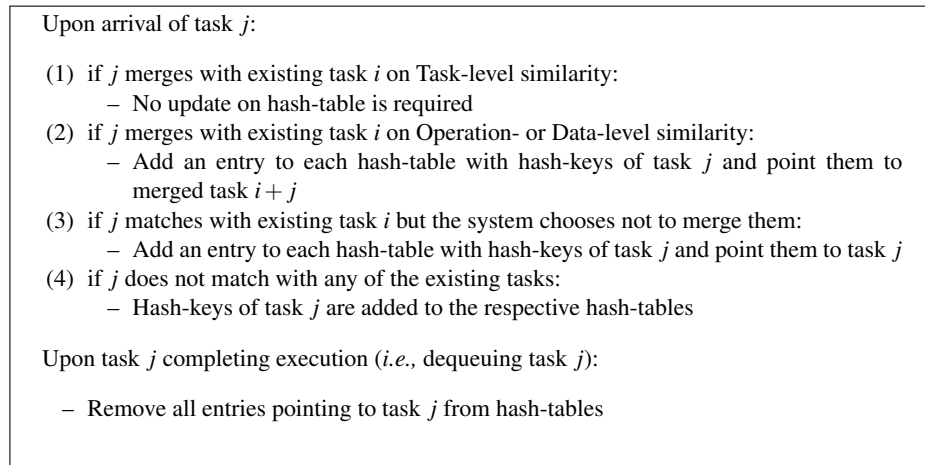 Upon arrival of task j:
(1) if j merges with existing task i on Task-level similarity:
– No update on hash-table is required
(2) if j merges with existing task i on Operation- or Data-level similarity:
– Add an entry to each hash-table with hash-keys of task j and point them to
merged task i + j
(3) if j matches with existing task i but the system chooses not to merge them:
– Add an entry to each hash-table with hash-keys of task j and point them to task j
(4) if j does not match with any of the existing tasks:
– Hash-keys of task j are added to the respective hash-tables
Upon task j completing execution (i.e., dequeuing task j):
– Remove all entries pointing to task j from hash-tables